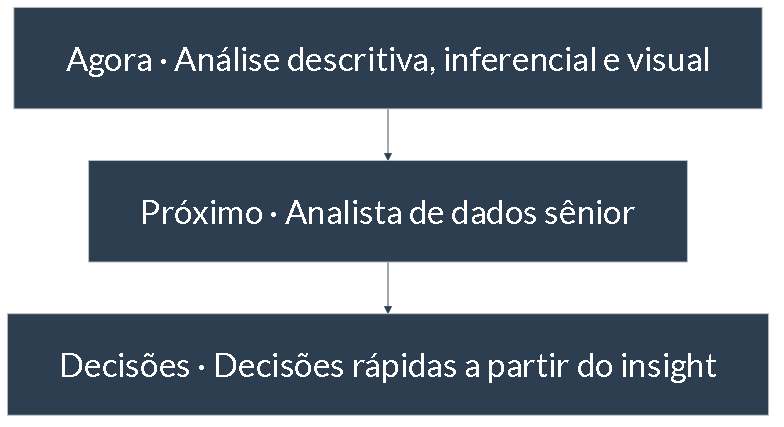 Agora · Análise descritiva, inferencial e visual
Próximo · Analista de dados sênior
Decisões · Decisões rápidas a partir do insight